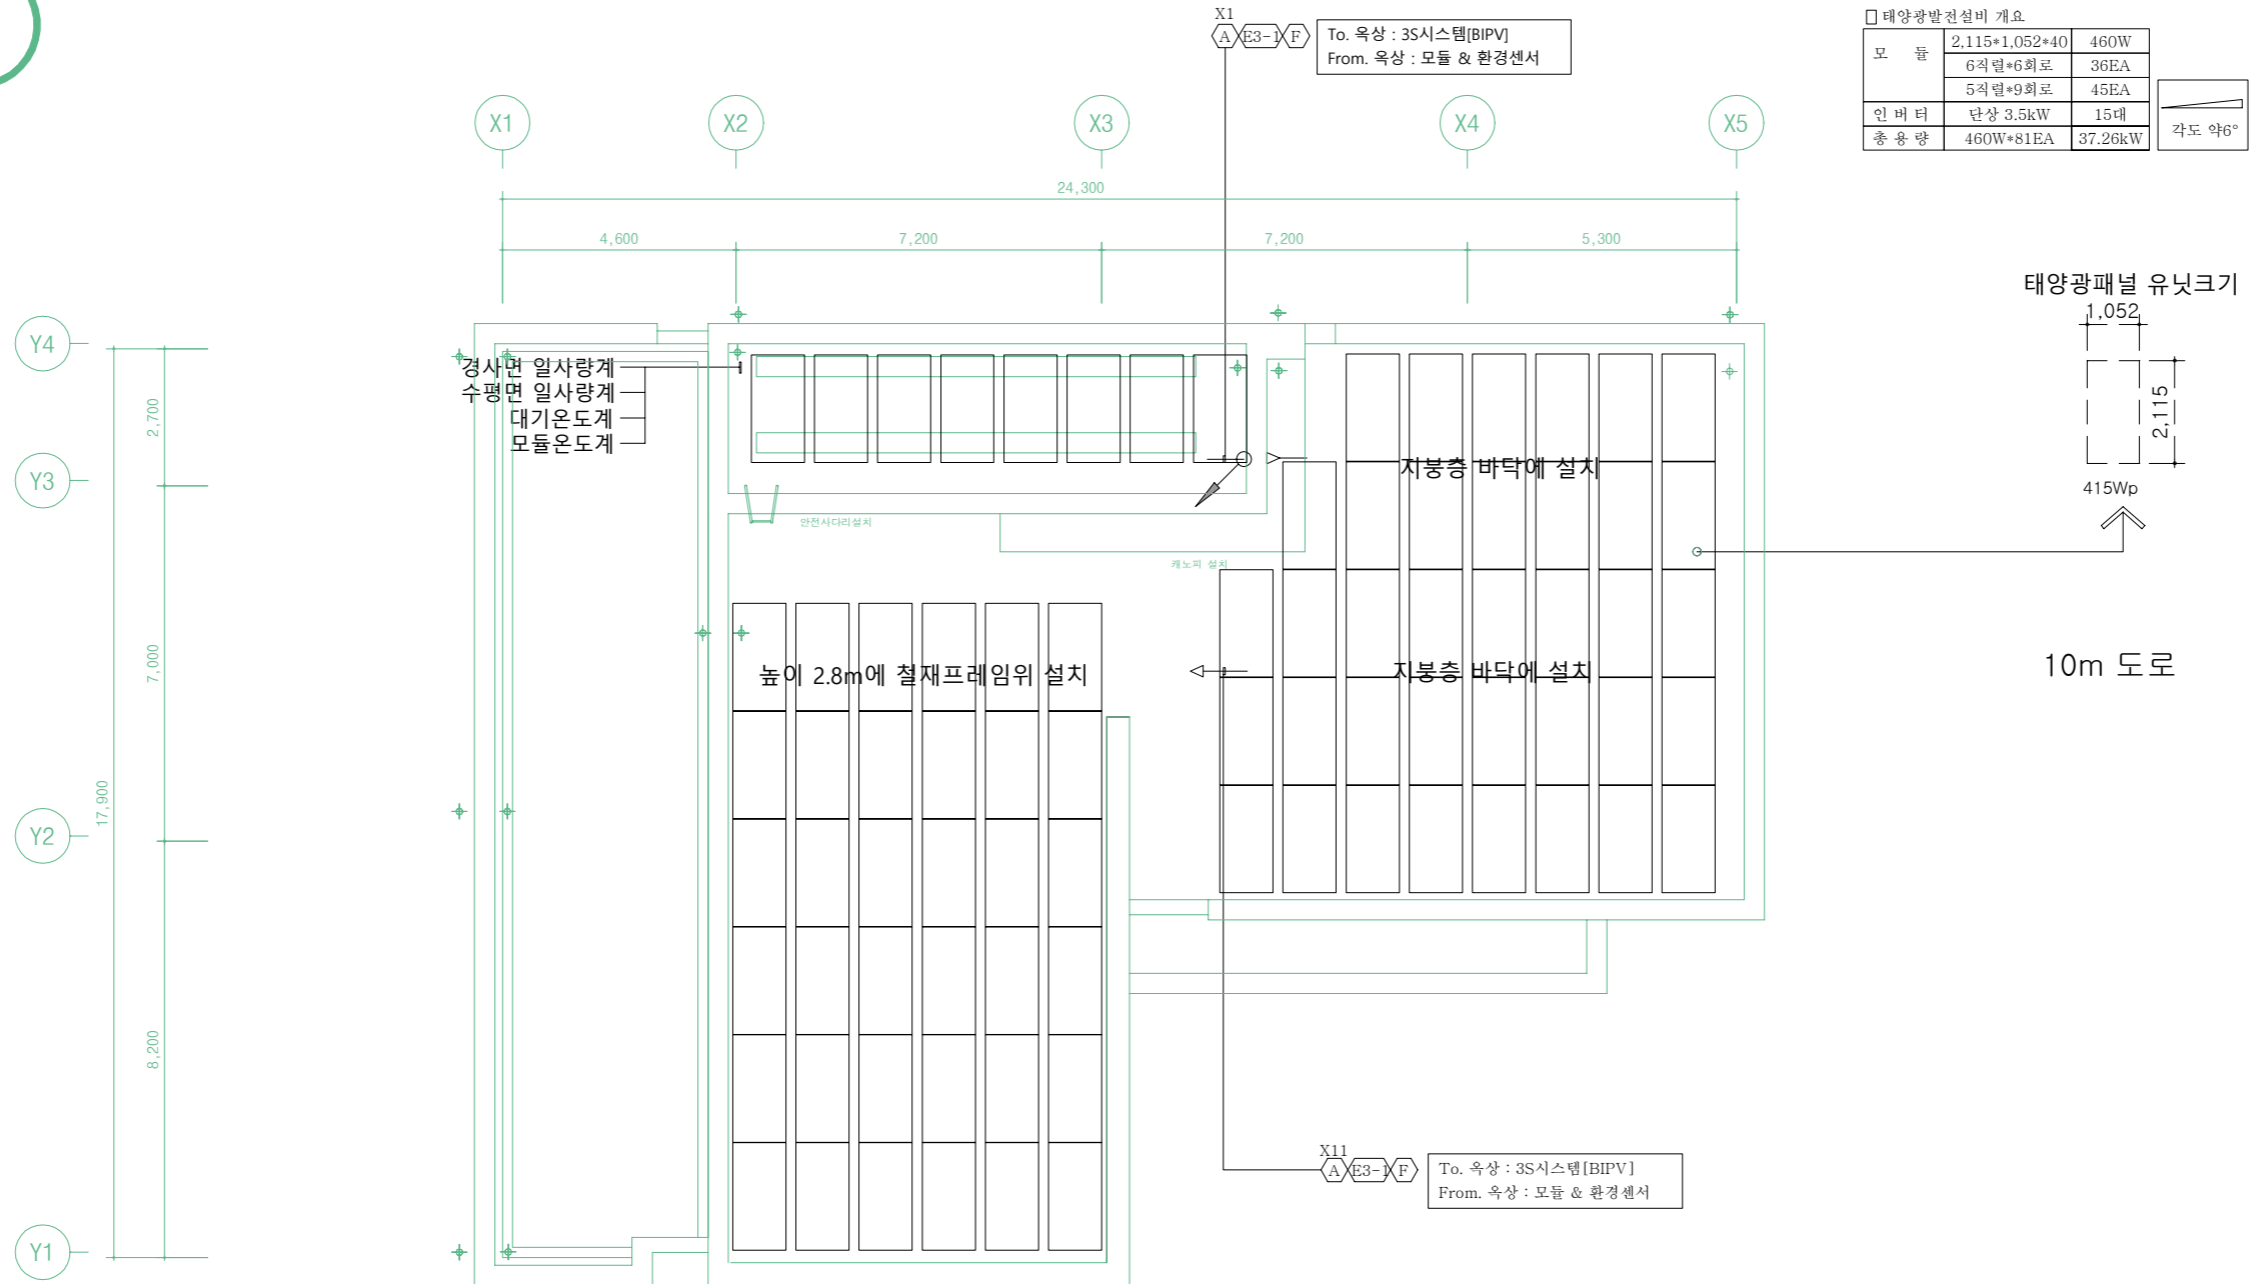 X1
A E3-1 F
To. 옥상 : 3S시스템[BIPV]
From. 옥상 : 모듈 & 환경센서
□ 태양광발전설비 개요
모 듈 2,115*1,052*40 460W
6직렬*6회로 36EA
5직렬*9회로 45EA
인 버 터 단상 3.5kW 15대
총 용 량 460W*81EA 37.26kW
각도 약6°
X1 X2 X3 X4 X5
24,300
4,600 7,200 7,200 5,300
태양광패널 유닛크기
1,052
2,115
415Wp
Y4
경사면 일사량계
수평면 일사량계
대기온도계
모듈온도계
2,700
Y3
지붕층 바닥에 설치
안전사다리설치
캐노피 설치
7,000
높이 2.8m에 철재프레임위 설치
지붕층 바닥에 설치
10m 도로
17,900
Y2
8,200
X11
A E3-1 F
To. 옥상 : 3S시스템[BIPV]
From. 옥상 : 모듈 & 환경센서
Y1